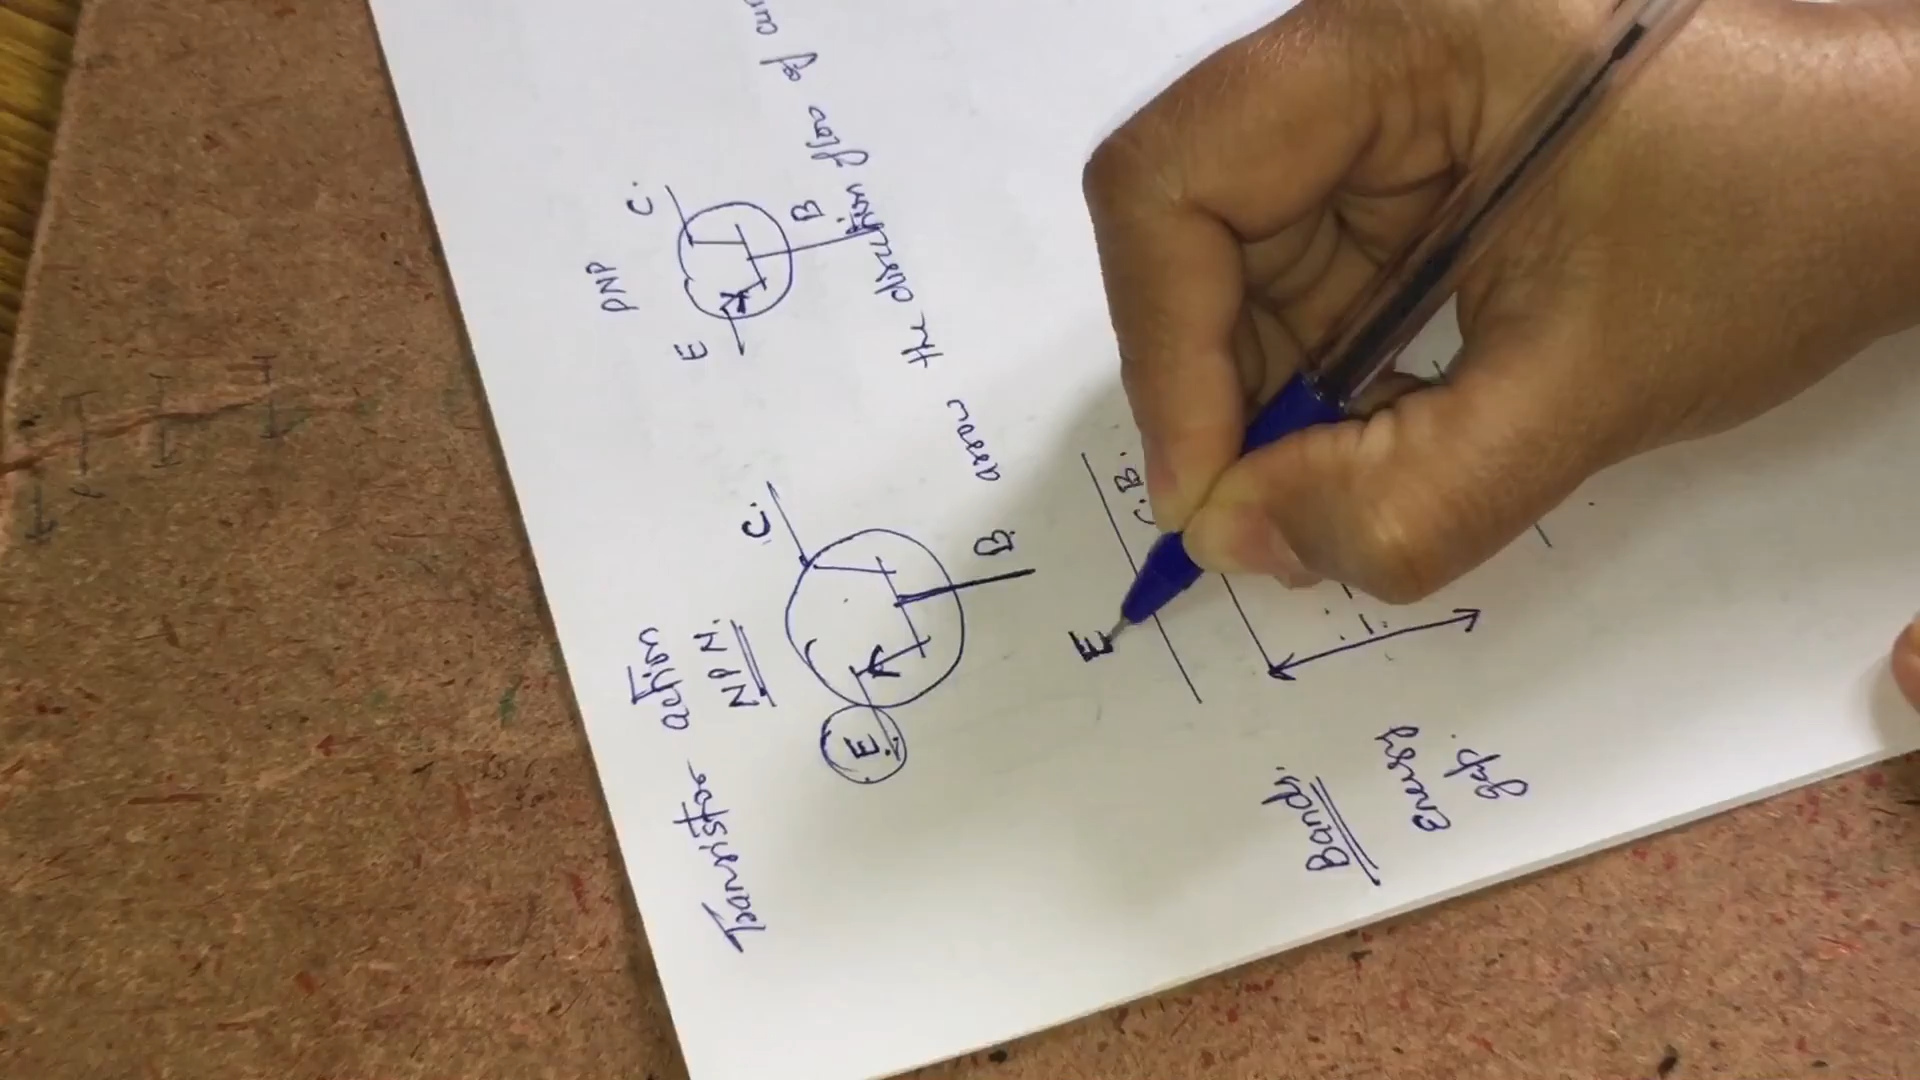 Transistor action
NPN.
PNP
E
C.
B
E
C.
B
arrow the direction flow of
E
C.B.
Band.
Energy
gap.